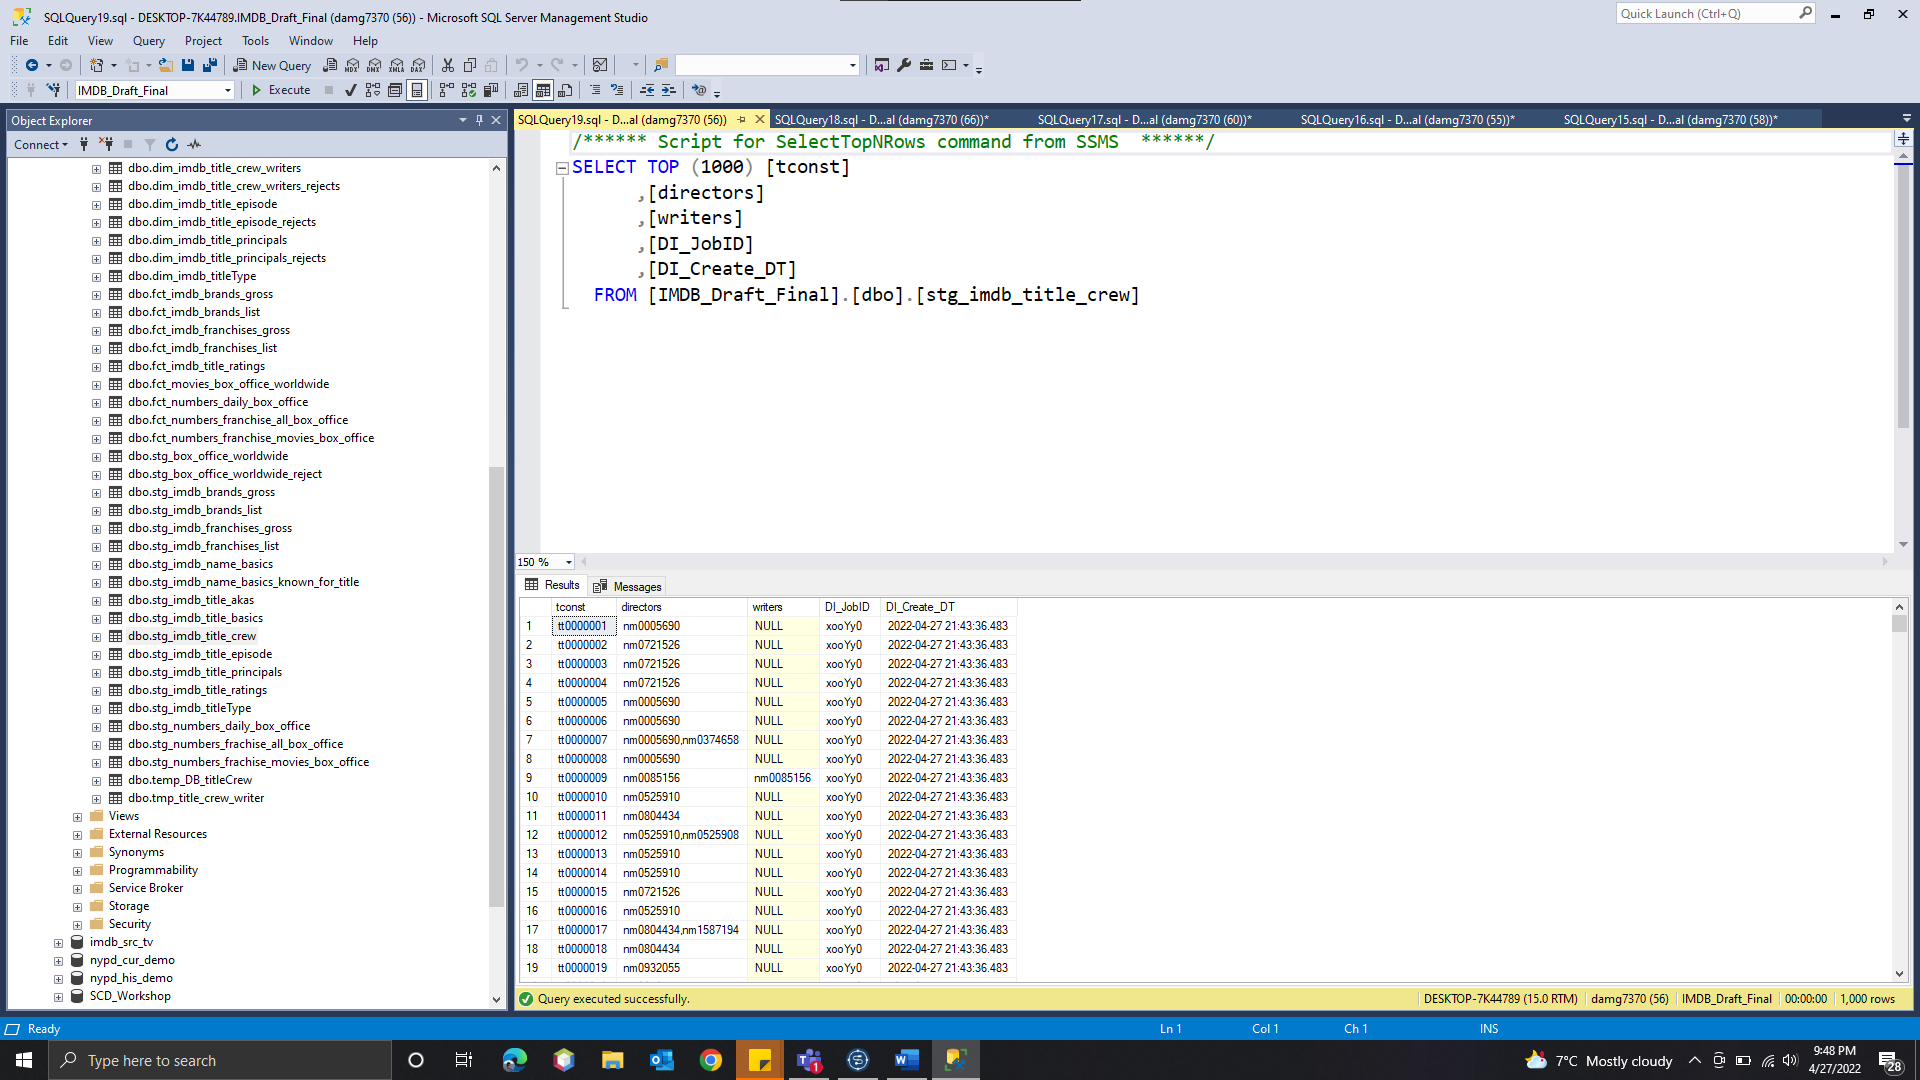 SQLQuery19.sql - DESKTOP-7K44789.IMDB_Draft_Final (damg7370 (56)) - Microsoft SQL Server Management Studio
Quick Launch (Ctrl+Q)
File Edit View Query Project Tools Window Help
New Query
MDX DMX XMLA DAX
IMDB_Draft_Final
Execute
Object Explorer
Connect
dbo.dim_imdb_title_crew_writers
dbo.dim_imdb_title_crew_writers_rejects
dbo.dim_imdb_title_episode
dbo.dim_imdb_title_episode_rejects
dbo.dim_imdb_title_principals
dbo.dim_imdb_title_principals_rejects
dbo.dim_imdb_titleType
dbo.fct_imdb_brands_gross
dbo.fct_imdb_brands_list
dbo.fct_imdb_franchises_gross
dbo.fct_imdb_franchises_list
dbo.fct_imdb_title_ratings
dbo.fct_movies_box_office_worldwide
dbo.fct_numbers_daily_box_office
dbo.fct_numbers_franchise_all_box_office
dbo.fct_numbers_franchise_movies_box_office
dbo.stg_box_office_worldwide
dbo.stg_box_office_worldwide_reject
dbo.stg_imdb_brands_gross
dbo.stg_imdb_brands_list
dbo.stg_imdb_franchises_gross
dbo.stg_imdb_franchises_list
dbo.stg_imdb_name_basics
dbo.stg_imdb_name_basics_known_for_title
dbo.stg_imdb_title_akas
dbo.stg_imdb_title_basics
dbo.stg_imdb_title_crew
dbo.stg_imdb_title_episode
dbo.stg_imdb_title_principals
dbo.stg_imdb_title_ratings
dbo.stg_imdb_titleType
dbo.stg_numbers_daily_box_office
dbo.stg_numbers_frachise_all_box_office
dbo.stg_numbers_frachise_movies_box_office
dbo.temp_DB_titleCrew
dbo.tmp_title_crew_writer
Views
External Resources
Synonyms
Programmability
Service Broker
Storage
Security
imdb_src_tv
nypd_cur_demo
nypd_his_demo
SCD_Workshop
SQLQuery19.sql - D...al (damg7370 (56)) SQLQuery18.sql - D...al (damg7370 (66))* SQLQuery17.sql - D...al (damg7370 (60))* SQLQuery16.sql - D...al (damg7370 (55))* SQLQuery15.sql - D...al (damg7370 (58))*
/****** Script for SelectTopNRows command from SSMS ******/
SELECT TOP (1000) [tconst]
,[directors]
,[writers]
,[DI_JobID]
,[DI_Create_DT]
FROM [IMDB_Draft_Final].[dbo].[stg_imdb_title_crew]
150 %
Results Messages
tconst directors writers DI_JobID DI_Create_DT
1 tt0000001 nm0005690 NULL xooYy0 2022-04-27 21:43:36.483
2 tt0000002 nm0721526 NULL xooYy0 2022-04-27 21:43:36.483
3 tt0000003 nm0721526 NULL xooYy0 2022-04-27 21:43:36.483
4 tt0000004 nm0721526 NULL xooYy0 2022-04-27 21:43:36.483
5 tt0000005 nm0005690 NULL xooYy0 2022-04-27 21:43:36.483
6 tt0000006 nm0005690 NULL xooYy0 2022-04-27 21:43:36.483
7 tt0000007 nm0005690,nm0374658 NULL xooYy0 2022-04-27 21:43:36.483
8 tt0000008 nm0005690 NULL xooYy0 2022-04-27 21:43:36.483
9 tt0000009 nm0085156 nm0085156 xooYy0 2022-04-27 21:43:36.483
10 tt0000010 nm0525910 NULL xooYy0 2022-04-27 21:43:36.483
11 tt0000011 nm0804434 NULL xooYy0 2022-04-27 21:43:36.483
12 tt0000012 nm0525910,nm0525908 NULL xooYy0 2022-04-27 21:43:36.483
13 tt0000013 nm0525910 NULL xooYy0 2022-04-27 21:43:36.483
14 tt0000014 nm0525910 NULL xooYy0 2022-04-27 21:43:36.483
15 tt0000015 nm0721526 NULL xooYy0 2022-04-27 21:43:36.483
16 tt0000016 nm0525910 NULL xooYy0 2022-04-27 21:43:36.483
17 tt0000017 nm0804434,nm1587194 NULL xooYy0 2022-04-27 21:43:36.483
18 tt0000018 nm0804434 NULL xooYy0 2022-04-27 21:43:36.483
19 tt0000019 nm0932055 NULL xooYy0 2022-04-27 21:43:36.483
Query executed successfully. DESKTOP-7K44789 (15.0 RTM) damg7370 (56) IMDB_Draft_Final 00:00:00 1,000 rows
Ready Ln 1 Col 1 Ch 1 INS
Type here to search
1
7°C Mostly cloudy
9:48 PM
4/27/2022
28